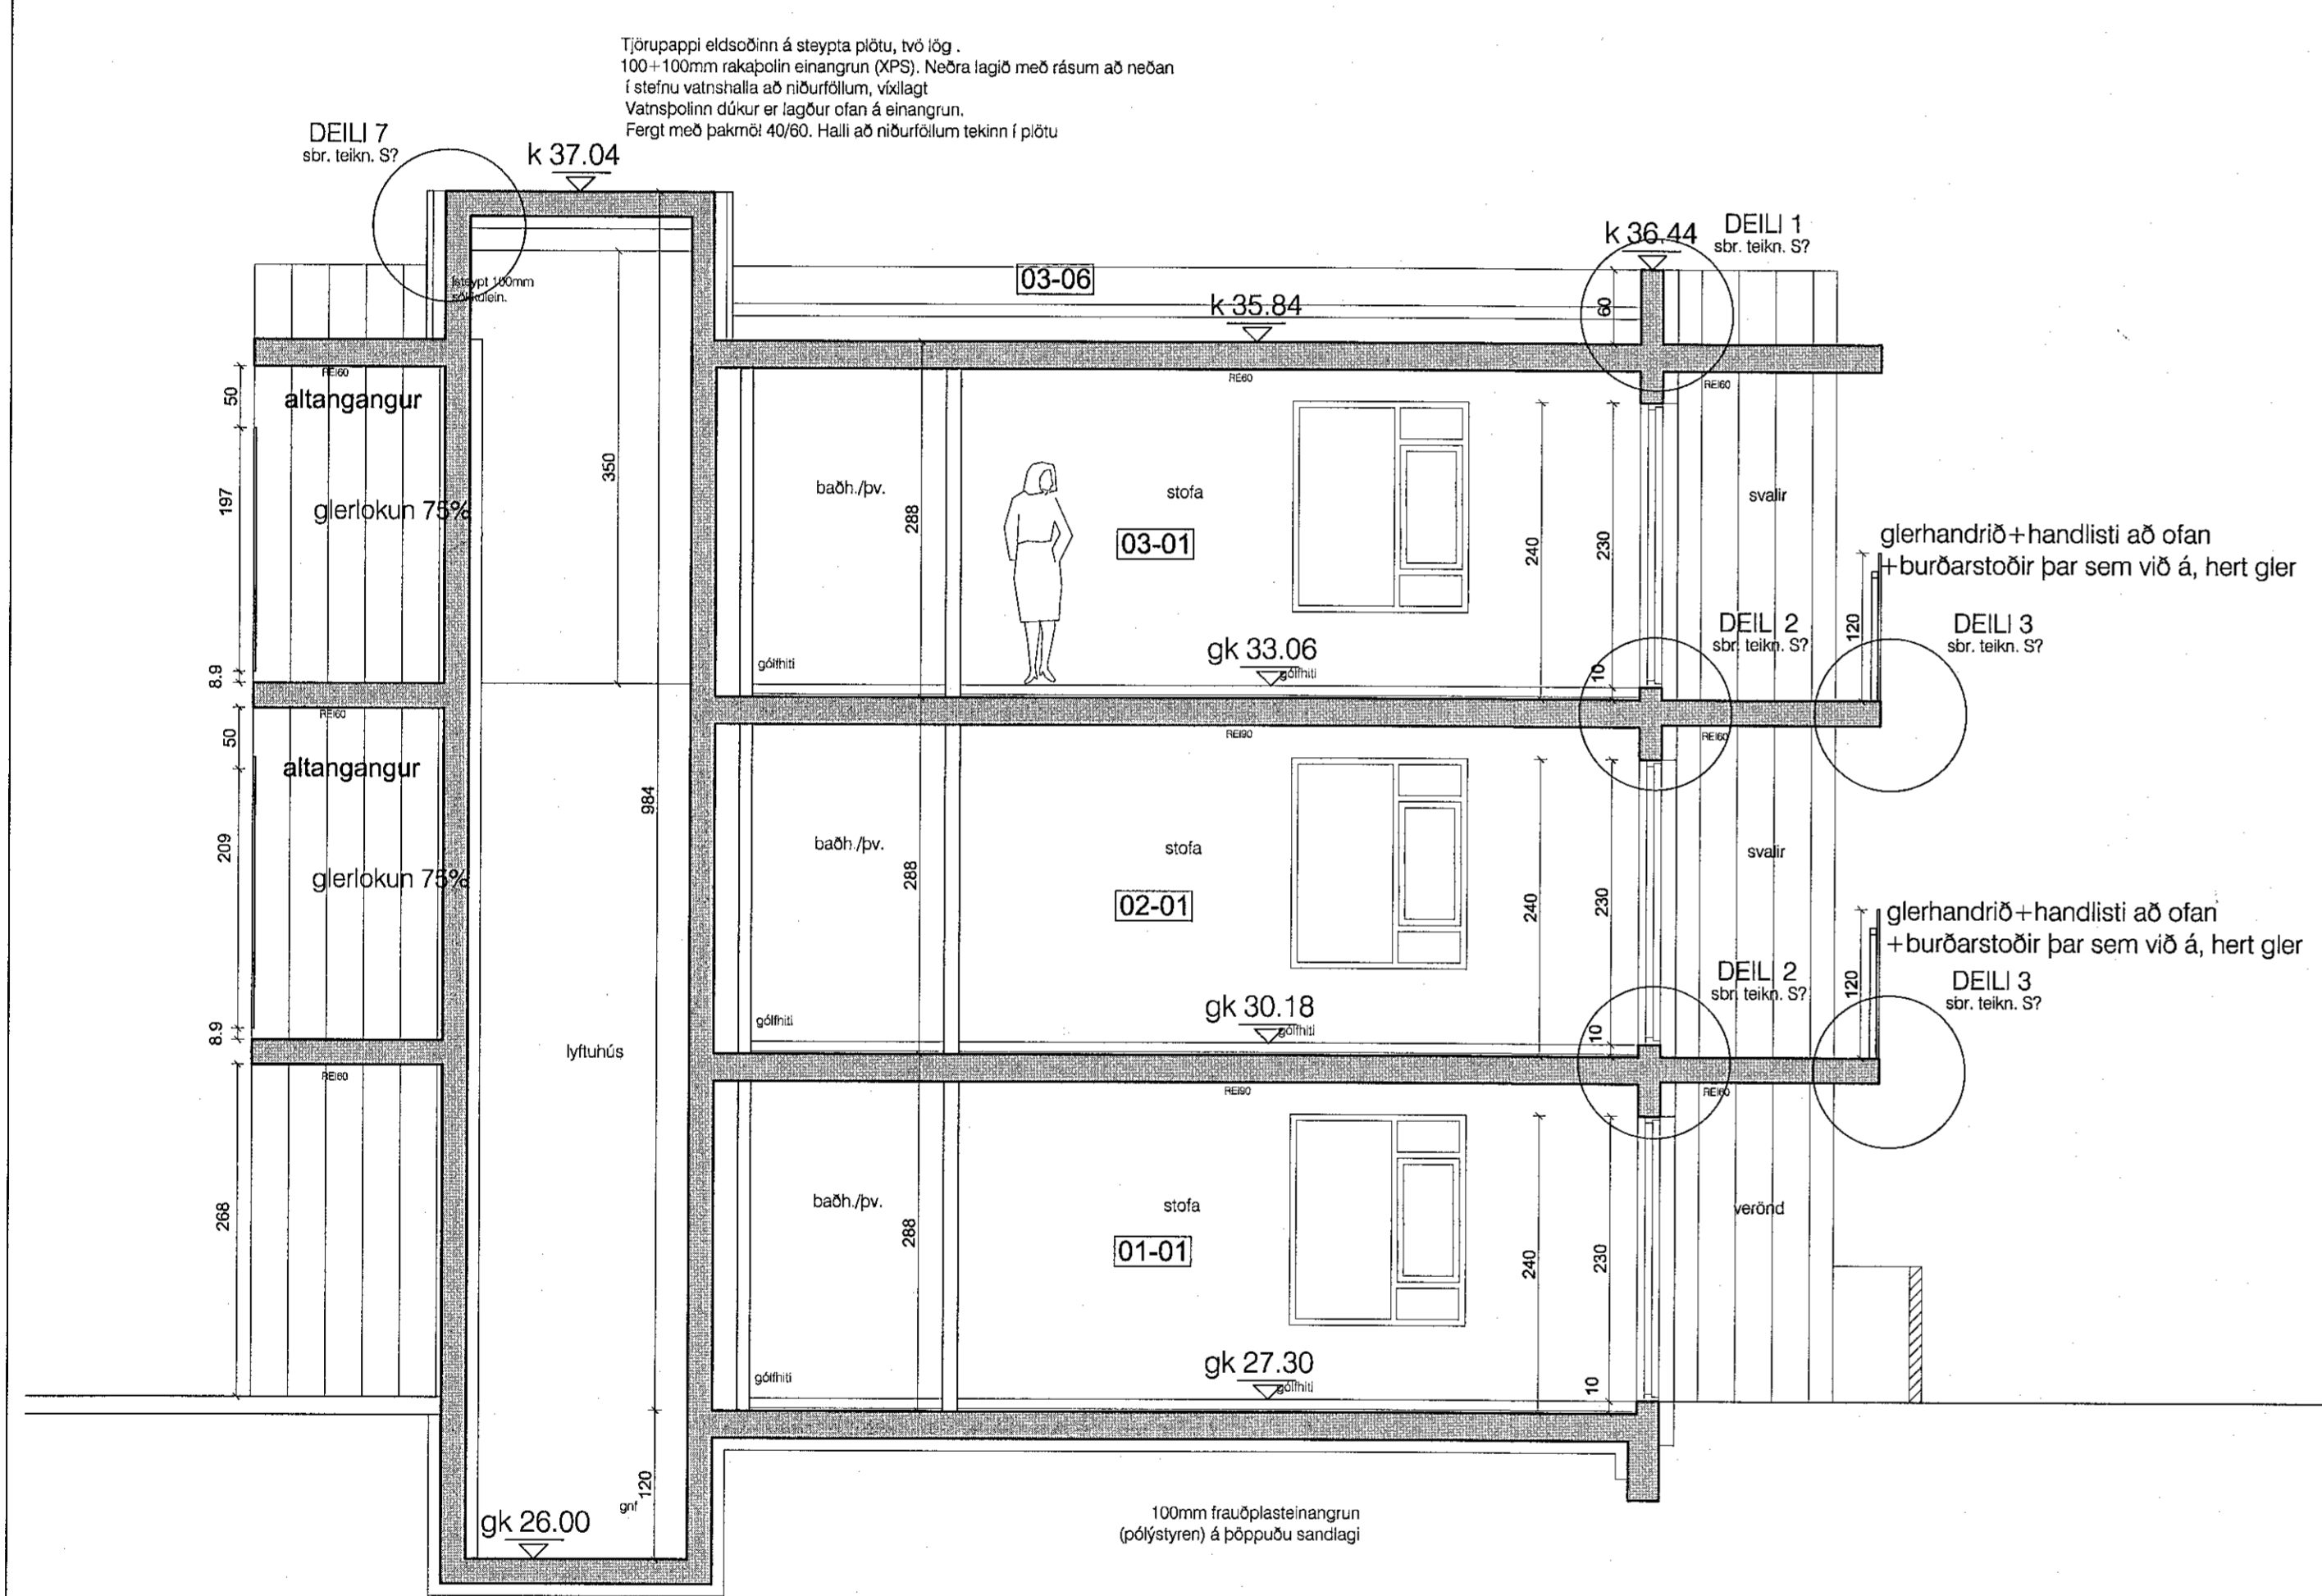 Tjörupappi eldsoðinn á steypta plötu, tvö lög .
100+100mm rakaþolin einangrun (XPS). Neðra lagið með rásum að neðan
í stefnu vatnshalla að niðurföllum, víxllagt
Vatnsþolinn dúkur er lagður ofan á einangrun.
Fergt með þakmöl 40/60. Halli að niðurföllum tekinn í plötu
DEILI 7
sbr. teikn. S?
k 37.04
k 36.44
DEILI 1
sbr. teikn. S?
03-06
k 35.84
60
Ísteypt 100mm
sökkulein.
REI60
RE60
REI60
50
altangangur
350
197
glerlokun 75%
baðh./þv.
288
stofa
03-01
240
230
svalir
glerhandrið+handlisti að ofan
+burðarstoðir þar sem við á, hert gler
120
DEILI 2
sbr. teikn. S?
DEILI 3
sbr. teikn. S?
8.9
gólfhiti
gk 33.06
gólfhiti
10
REI60
REI90
REI60
50
altangangur
984
209
glerlokun 75%
baðh./þv.
288
stofa
02-01
240
230
svalir
glerhandrið+handlisti að ofan
+burðarstoðir þar sem við á, hert gler
120
DEILI 2
sbr. teikn. S?
DEILI 3
sbr. teikn. S?
8.9
gólfhiti
gk 30.18
gólfhiti
10
lyftuhús
REI60
REI90
REI60
268
baðh./þv.
288
stofa
01-01
240
230
verönd
gólfhiti
gk 27.30
gólfhiti
10
120
gnf
gk 26.00
100mm frauðplasteinangrun
(pólýstyren) á þöppuðu sandlagi